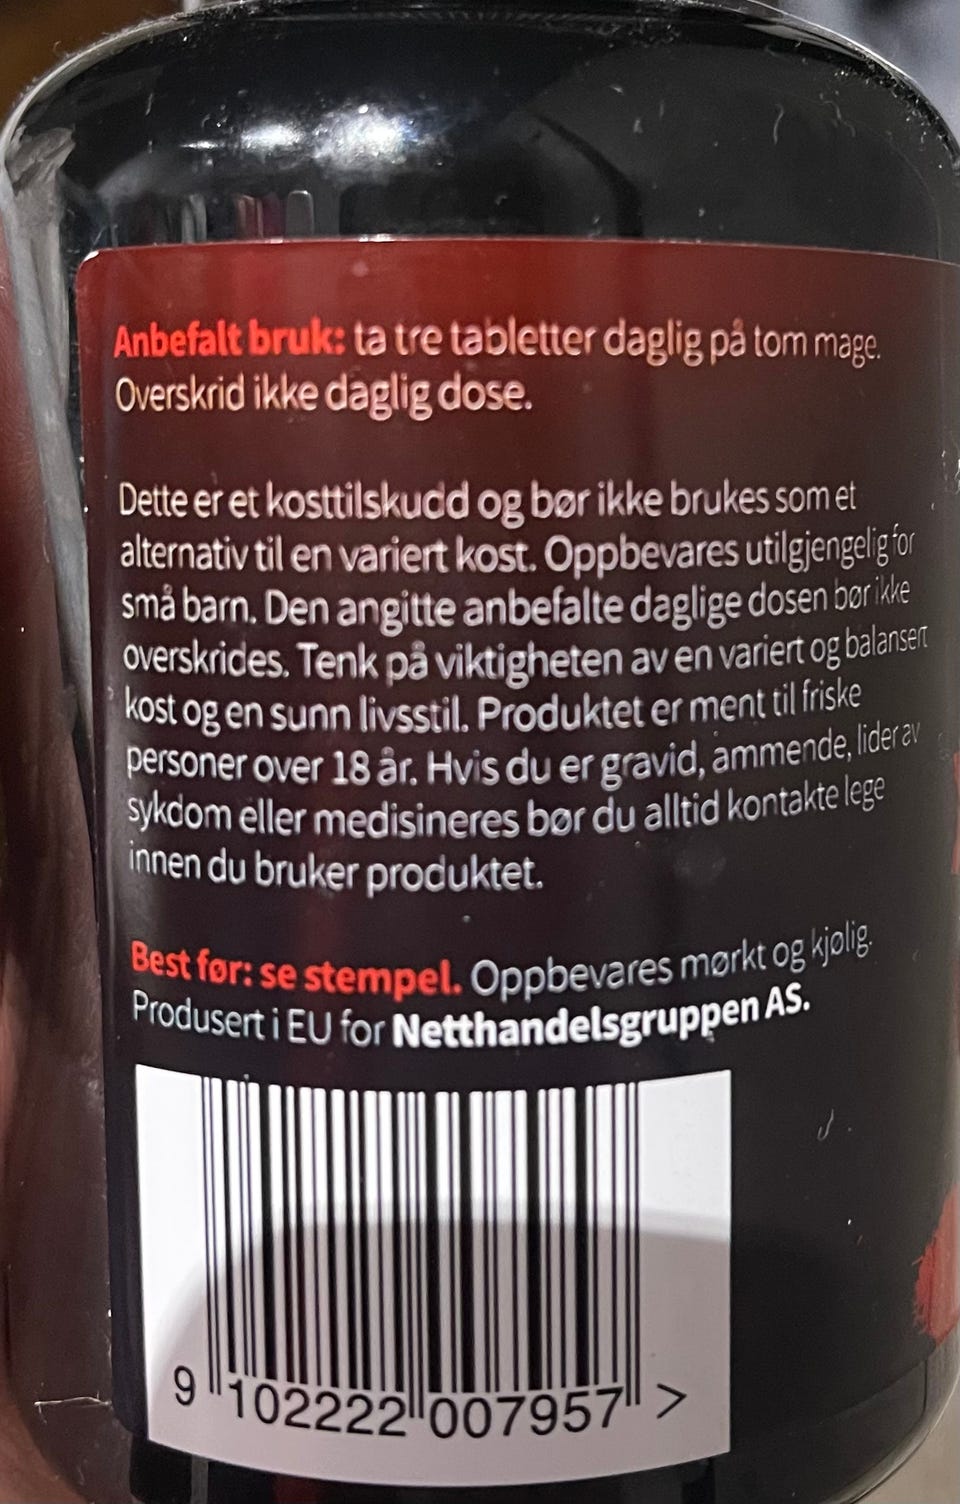 Anbefalt bruk: ta tre tabletter daglig på tom mage.
Overskrid ikke daglig dose.
Dette er et kosttilskudd og bør ikke brukes som et
alternativ til en variert kost. Oppbevares utilgjengelig for
små barn. Den angitte anbefalte daglige dosen bør ikke
overskrides. Tenk på viktigheten av en variert og balansert
kost og en sunn livsstil. Produktet er ment til friske
personer over 18 år. Hvis du er gravid, ammende, lider av
sykdom eller medisineres bør du alltid kontakte lege
innen du bruker produktet.
Best før: se stempel. Oppbevares mørkt og kjølig.
Produsert i EU for Netthandelsgruppen AS.
9 102222 007957 >